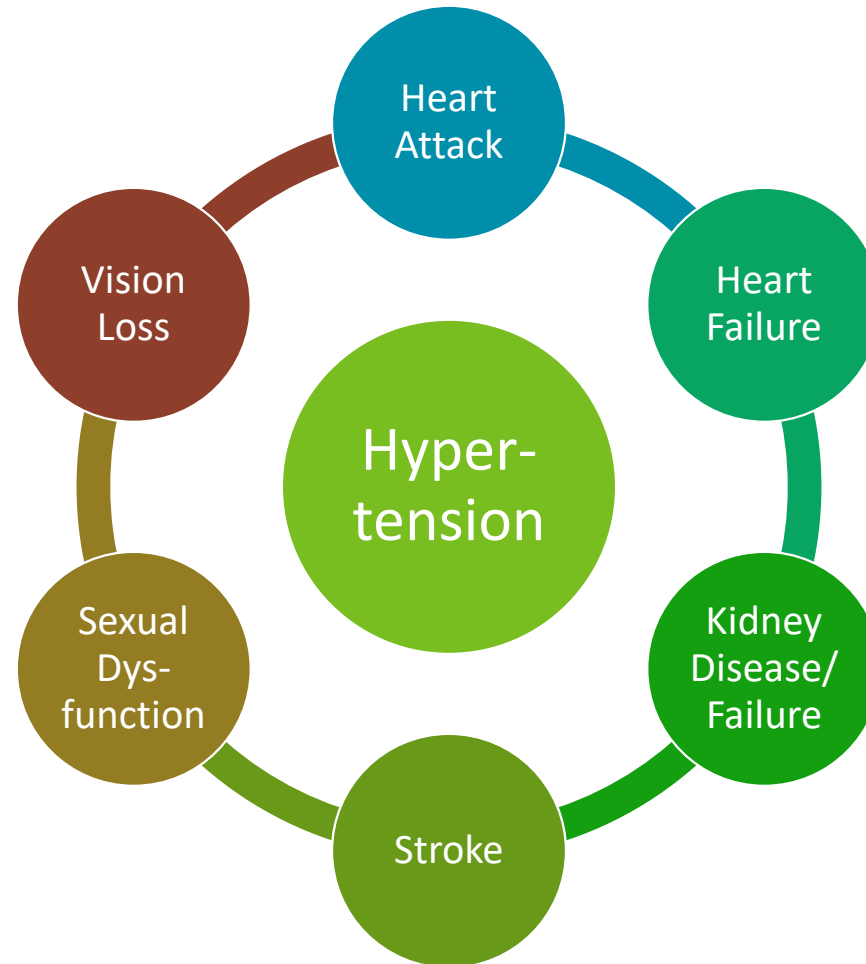 Heart
Attack
Heart
Failure
Kidney
Disease/
Failure
Stroke
Sexual
Dys-
function
Vision
Loss
Hyper-
tension